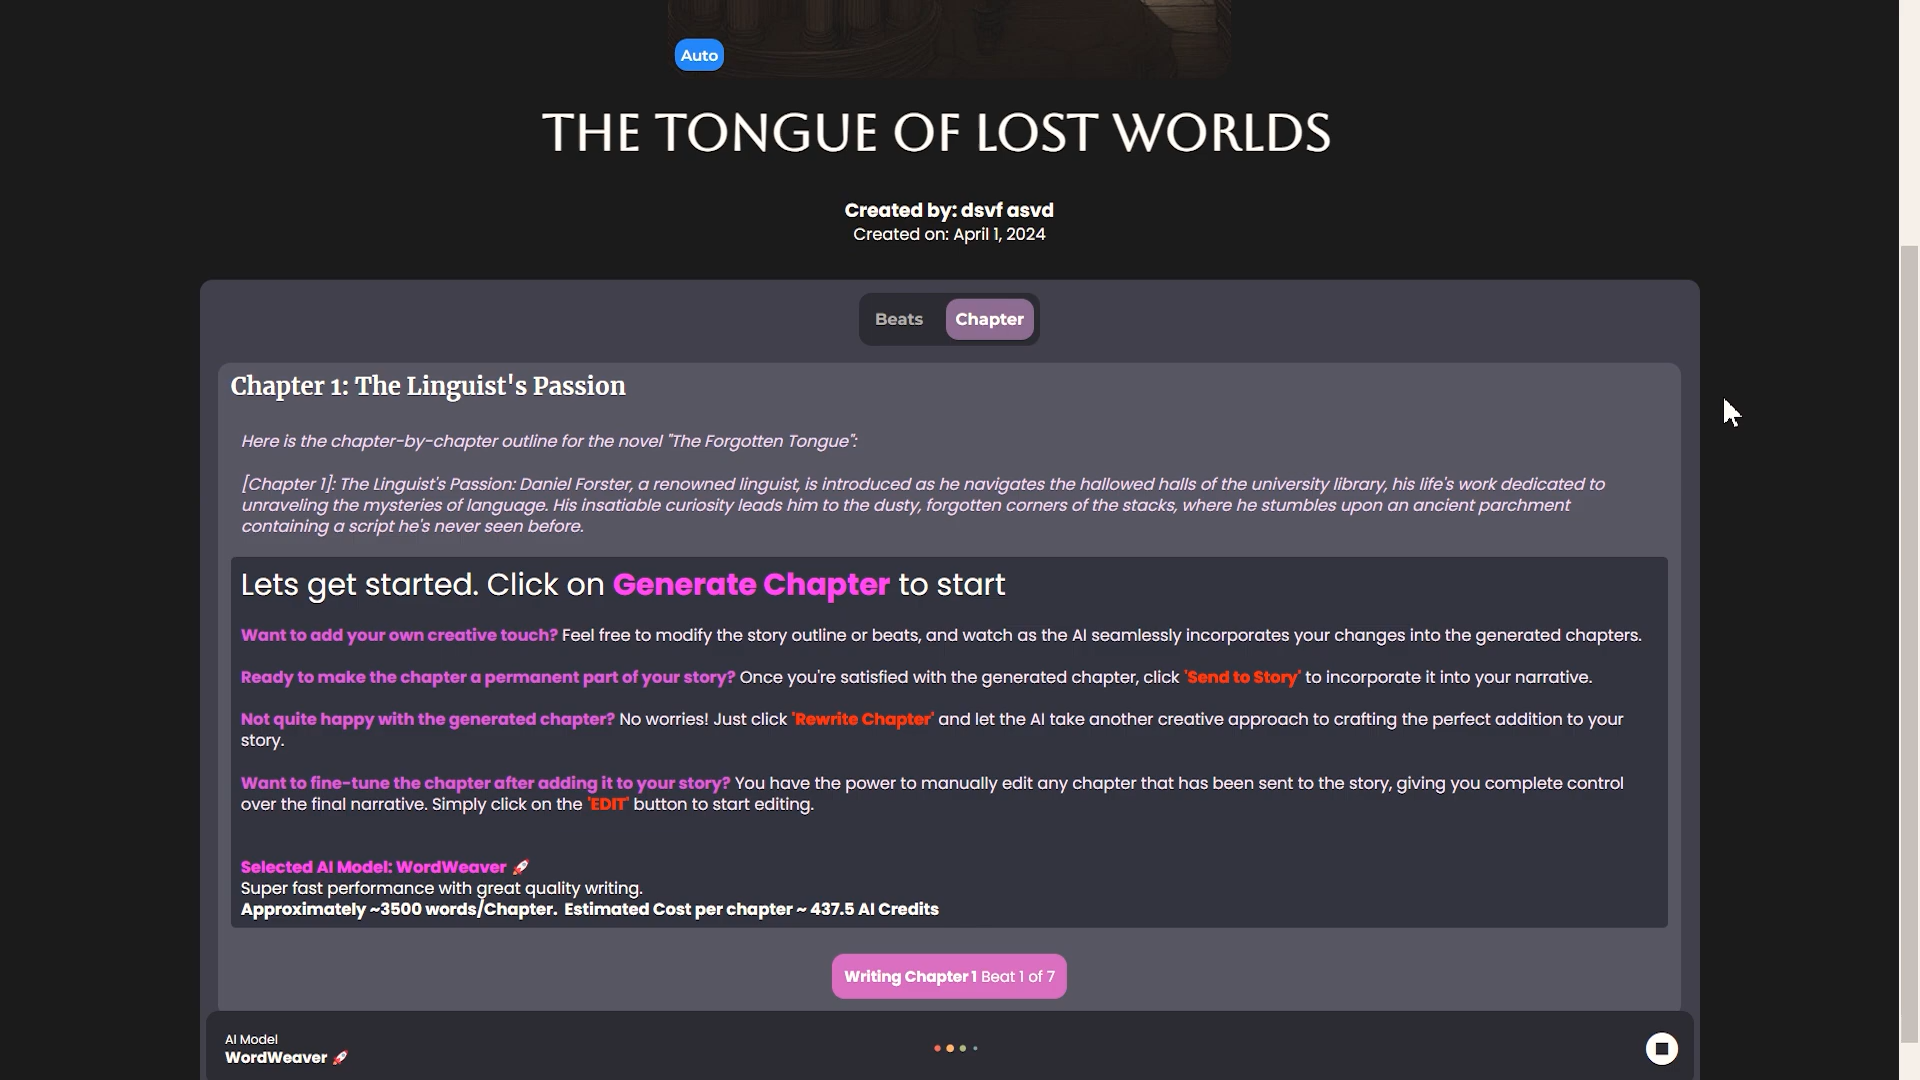 Auto
THE TONGUE OF LOST WORLDS
Created by: dsvf asvd
Created on: April 1, 2024
Beats
Chapter
Chapter 1: The Linguist's Passion
Here is the chapter-by-chapter outline for the novel "The Forgotten Tongue":
[Chapter 1]: The Linguist's Passion: Daniel Forster, a renowned linguist, is introduced as he navigates the hallowed halls of the university library, his life's work dedicated to
unraveling the mysteries of language. His insatiable curiosity leads him to the dusty, forgotten corners of the stacks, where he stumbles upon an ancient parchment
containing a script he's never seen before.
Lets get started. Click on Generate Chapter to start
Want to add your own creative touch? Feel free to modify the story outline or beats, and watch as the AI seamlessly incorporates your changes into the generated chapters.
Ready to make the chapter a permanent part of your story? Once you're satisfied with the generated chapter, click 'Send to Story' to incorporate it into your narrative.
Not quite happy with the generated chapter? No worries! Just click 'Rewrite Chapter' and let the AI take another creative approach to crafting the perfect addition to your
story.
Want to fine-tune the chapter after adding it to your story? You have the power to manually edit any chapter that has been sent to the story, giving you complete control
over the final narrative. Simply click on the 'EDIT' button to start editing.
Selected AI Model: WordWeaver 🚀
Super fast performance with great quality writing.
Approximately ~3500 words/Chapter. Estimated Cost per chapter ~ 437.5 AI Credits
Writing Chapter 1 Beat 1 of 7
AI Model
WordWeaver 🚀